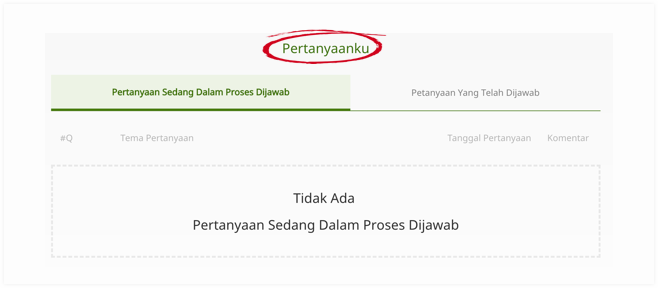 Pertanyaanku
Pertanyaan Sedang Dalam Proses Dijawab
Petanyaan Yang Telah Dijawab
#Q Tema Pertanyaan Tanggal Pertanyaan Komentar
Tidak Ada
Pertanyaan Sedang Dalam Proses Dijawab